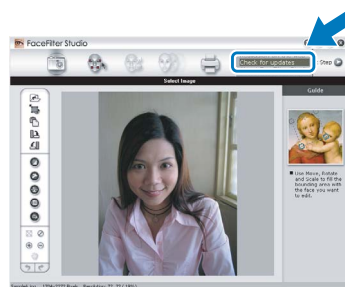 FaceFilter Studio
Check for updates
Step
Select Image
Guide
Use Move, Rotate
and Scale to fill the
bounding area with
the face you want
to edit.